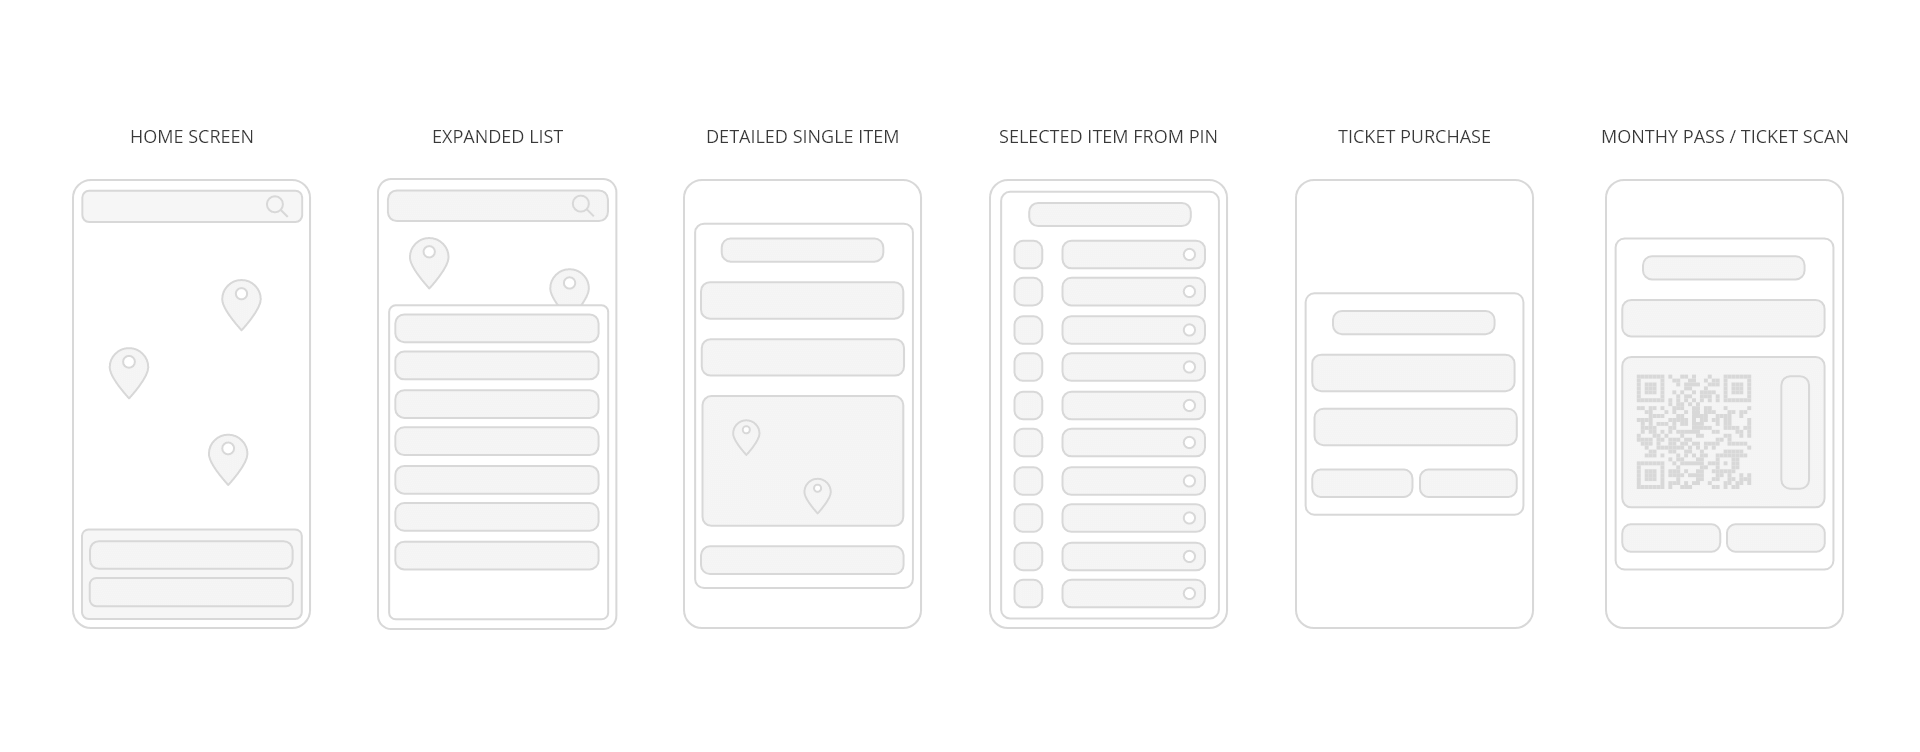 HOME SCREEN
EXPANDED LIST
DETAILED SINGLE ITEM
SELECTED ITEM FROM PIN
TICKET PURCHASE
MONTHY PASS / TICKET SCAN